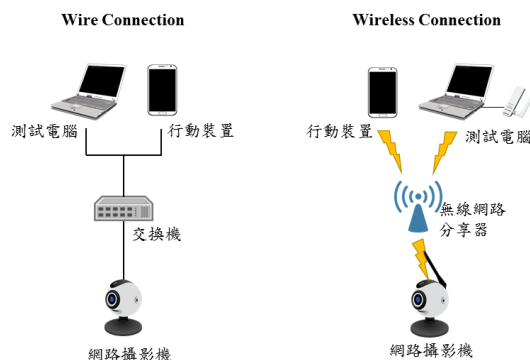 Wire Connection
測試電腦
行動裝置
交換機
網路攝影機
Wireless Connection
行動裝置
測試電腦
無線網路
分享器
網路攝影機